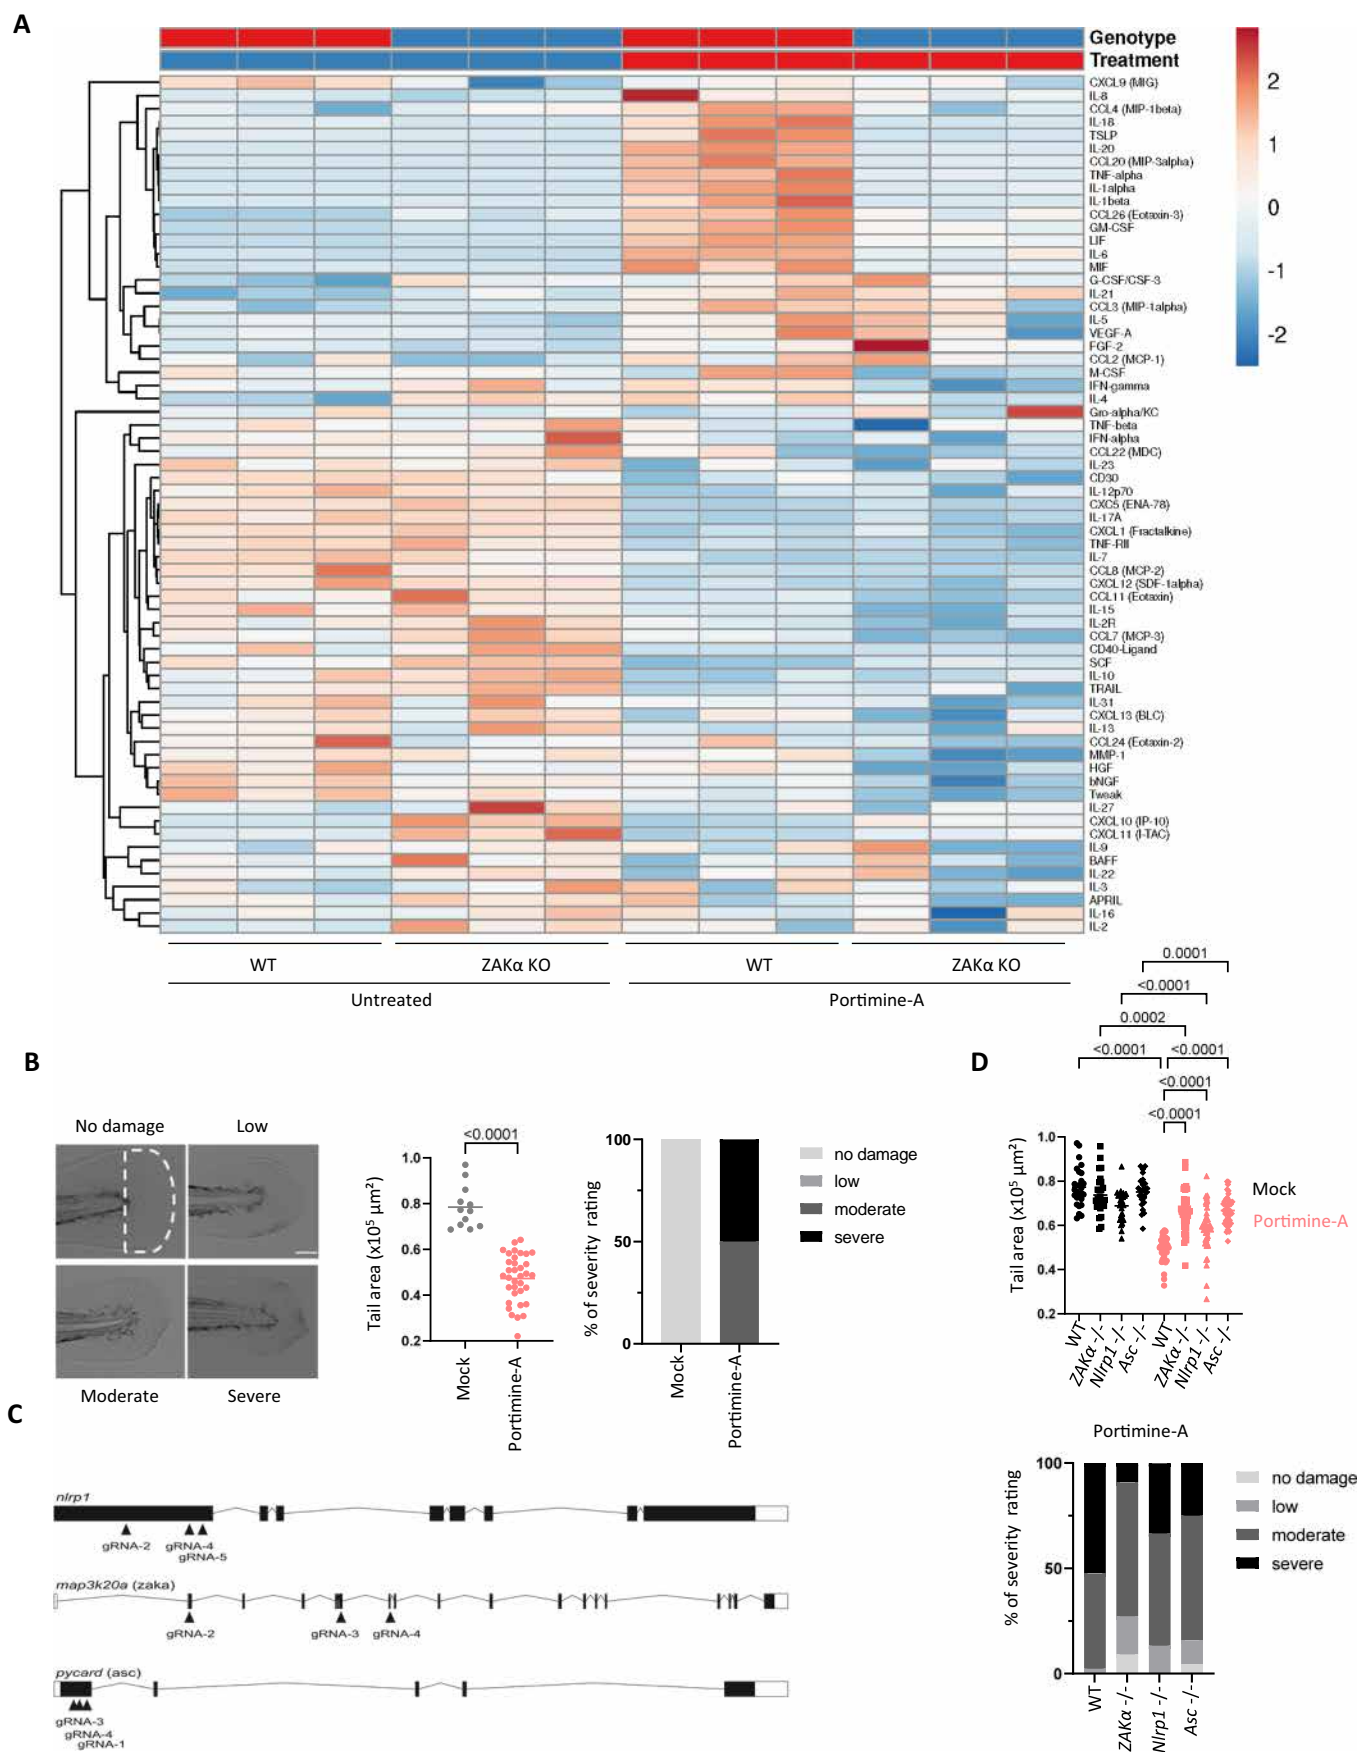 A
Genotype
Treatment
CXCL9 (MIG)
IL-8
CCL4 (MIP-1beta)
IL-18
TSLP
IL-20
CCL20 (MIP-3alpha)
TNF-alpha
IL-1alpha
IL-1beta
CCL26 (Eotaxin-3)
GM-CSF
LIF
IL-6
MIF
G-CSF/CSF-3
IL-21
CCL3 (MIP-1alpha)
IL-5
VEGF-A
FGF-2
CCL2 (MCP-1)
M-CSF
IFN-gamma
IL-4
Gro-alpha/KC
TNF-beta
IFN-alpha
CCL22 (MDC)
IL-23
CD30
IL-12p70
CXC5 (ENA-78)
IL-17A
CXCL1 (Fractalkine)
TNF-RII
IL-7
CCL8 (MCP-2)
CXCL12 (SDF-1alpha)
CCL11 (Eotaxin)
IL-15
IL-2R
CCL7 (MCP-3)
CD40-Ligand
SCF
IL-10
TRAIL
IL-31
CXCL13 (BLC)
IL-13
CCL24 (Eotaxin-2)
MMP-1
HGF
bNGF
Tweak
IL-27
CXCL10 (IP-10)
CXCL11 (I-TAC)
IL-9
BAFF
IL-22
IL-3
APRIL
IL-16
IL-2
2
1
0
-1
-2
WT
ZAKα KO
WT
ZAKα KO
Untreated
Portimine-A
B
No damage
Low
Moderate
Severe
<0.0001
Tail area (x10⁵ µm²)
1.0
0.8
0.6
0.4
0.2
Mock
Portimine-A
% of severity rating
100
50
0
Mock
Portimine-A
no damage
low
moderate
severe
C
nlrp1
gRNA-2
gRNA-4
gRNA-5
map3k20a (zaka)
gRNA-2
gRNA-3
gRNA-4
pycard (asc)
gRNA-3
gRNA-4
gRNA-1
D
0.0001
<0.0001
0.0002
<0.0001
<0.0001
<0.0001
<0.0001
Tail area (x10⁵ µm²)
1.0
0.8
0.6
0.4
0.2
Mock
Portimine-A
WT
ZAKα -/-
Nlrp1 -/-
Asc -/-
WT
ZAKα -/-
Nlrp1 -/-
Asc -/-
Portimine-A
% of severity rating
100
50
0
WT
ZAKα -/-
Nlrp1 -/-
Asc -/-
no damage
low
moderate
severe